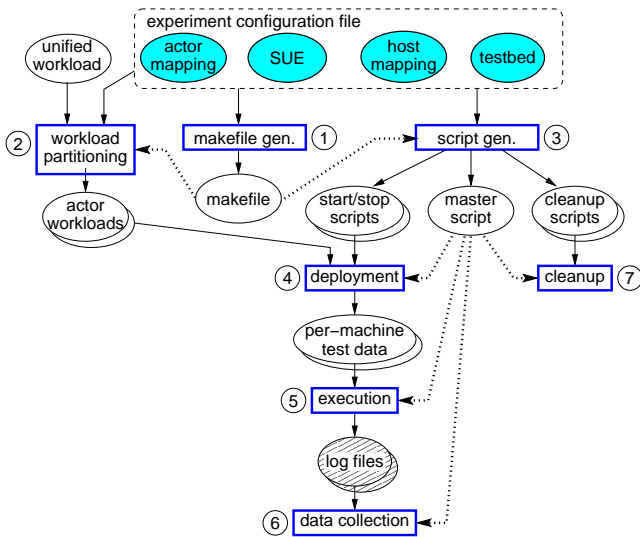 experiment configuration file
unified
workload
actor
mapping
SUE
host
mapping
testbed
2
workload
partitioning
makefile gen.
1
script gen.
3
actor
workloads
makefile
start/stop
scripts
master
script
cleanup
scripts
4
deployment
cleanup
7
per−machine
test data
5
execution
log files
6
data collection